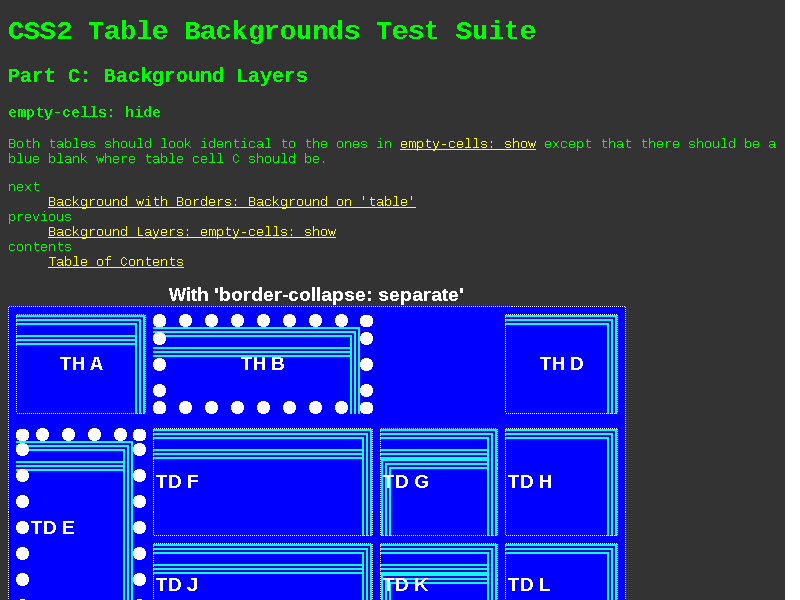 CSS2 Table Backgrounds Test Suite
Part C: Background Layers
empty-cells: hide
Both tables should look identical to the ones in empty-cells: show except that there should be a
blue blank where table cell C should be.
next
Background with Borders: Background on 'table'
previous
Background Layers: empty-cells: show
contents
Table of Contents
With 'border-collapse: separate'
TH A
TH B
TH D
TD F
TD G
TD H
TD E
TD J
TD K
TD L